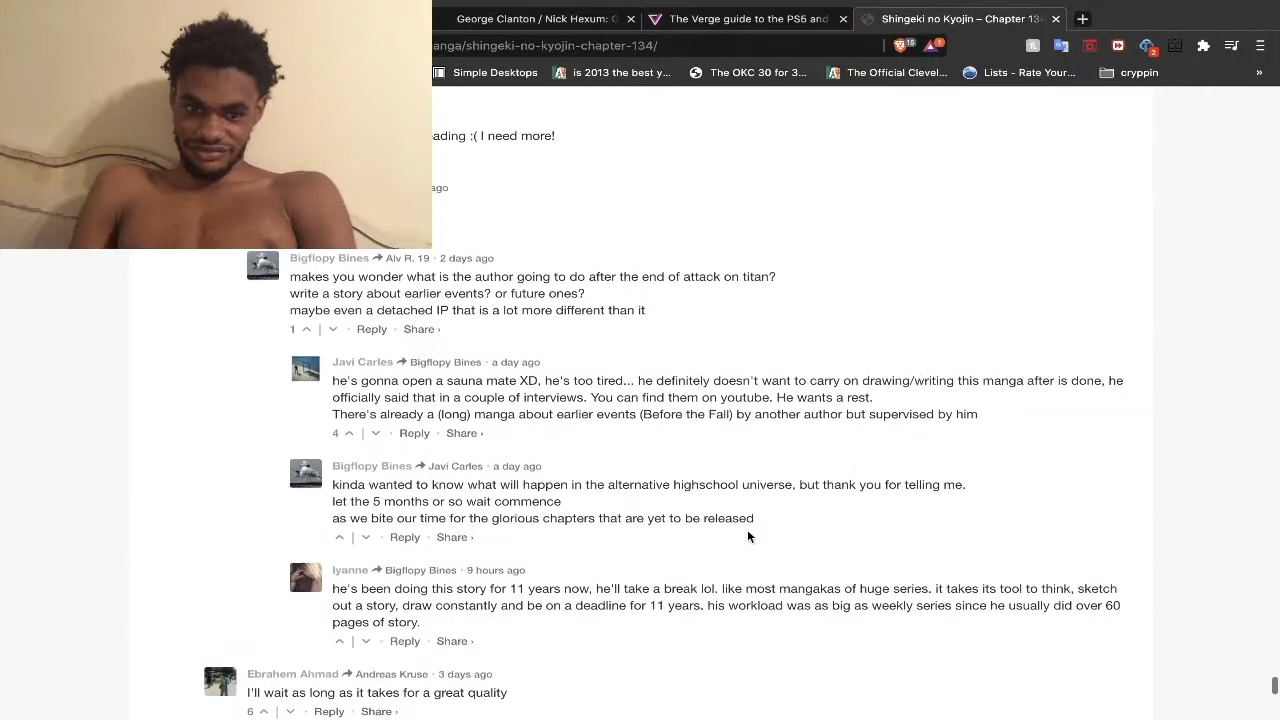 George Clanton / Nick Hexum: G
The Verge guide to the PS5 and
Shingeki no Kyojin – Chapter 134
anga/shingeki-no-kyojin-chapter-134/
15
1
2
Simple Desktops
is 2013 the best y...
The OKC 30 for 3...
The Official Clevel...
Lists - Rate Your...
cryppin
»
eading :( I need more!
ago
Bigflopy Bines Alv R. 19 · 2 days ago
makes you wonder what is the author going to do after the end of attack on titan?
write a story about earlier events? or future ones?
maybe even a detached IP that is a lot more different than it
1 | · Reply · Share ›
Javi Carles Bigflopy Bines · a day ago
he's gonna open a sauna mate XD, he's too tired... he definitely doesn't want to carry on drawing/writing this manga after is done, he
officially said that in a couple of interviews. You can find them on youtube. He wants a rest.
There's already a (long) manga about earlier events (Before the Fall) by another author but supervised by him
4 | · Reply · Share ›
Bigflopy Bines Javi Carles · a day ago
kinda wanted to know what will happen in the alternative highschool universe, but thank you for telling me.
let the 5 months or so wait commence
as we bite our time for the glorious chapters that are yet to be released
| · Reply · Share ›
Iyanne Bigflopy Bines · 9 hours ago
he's been doing this story for 11 years now, he'll take a break lol. like most mangakas of huge series. it takes its tool to think, sketch
out a story, draw constantly and be on a deadline for 11 years. his workload was as big as weekly series since he usually did over 60
pages of story.
| · Reply · Share ›
Ebrahem Ahmad Andreas Kruse · 3 days ago
I'll wait as long as it takes for a great quality
6 | · Reply · Share ›